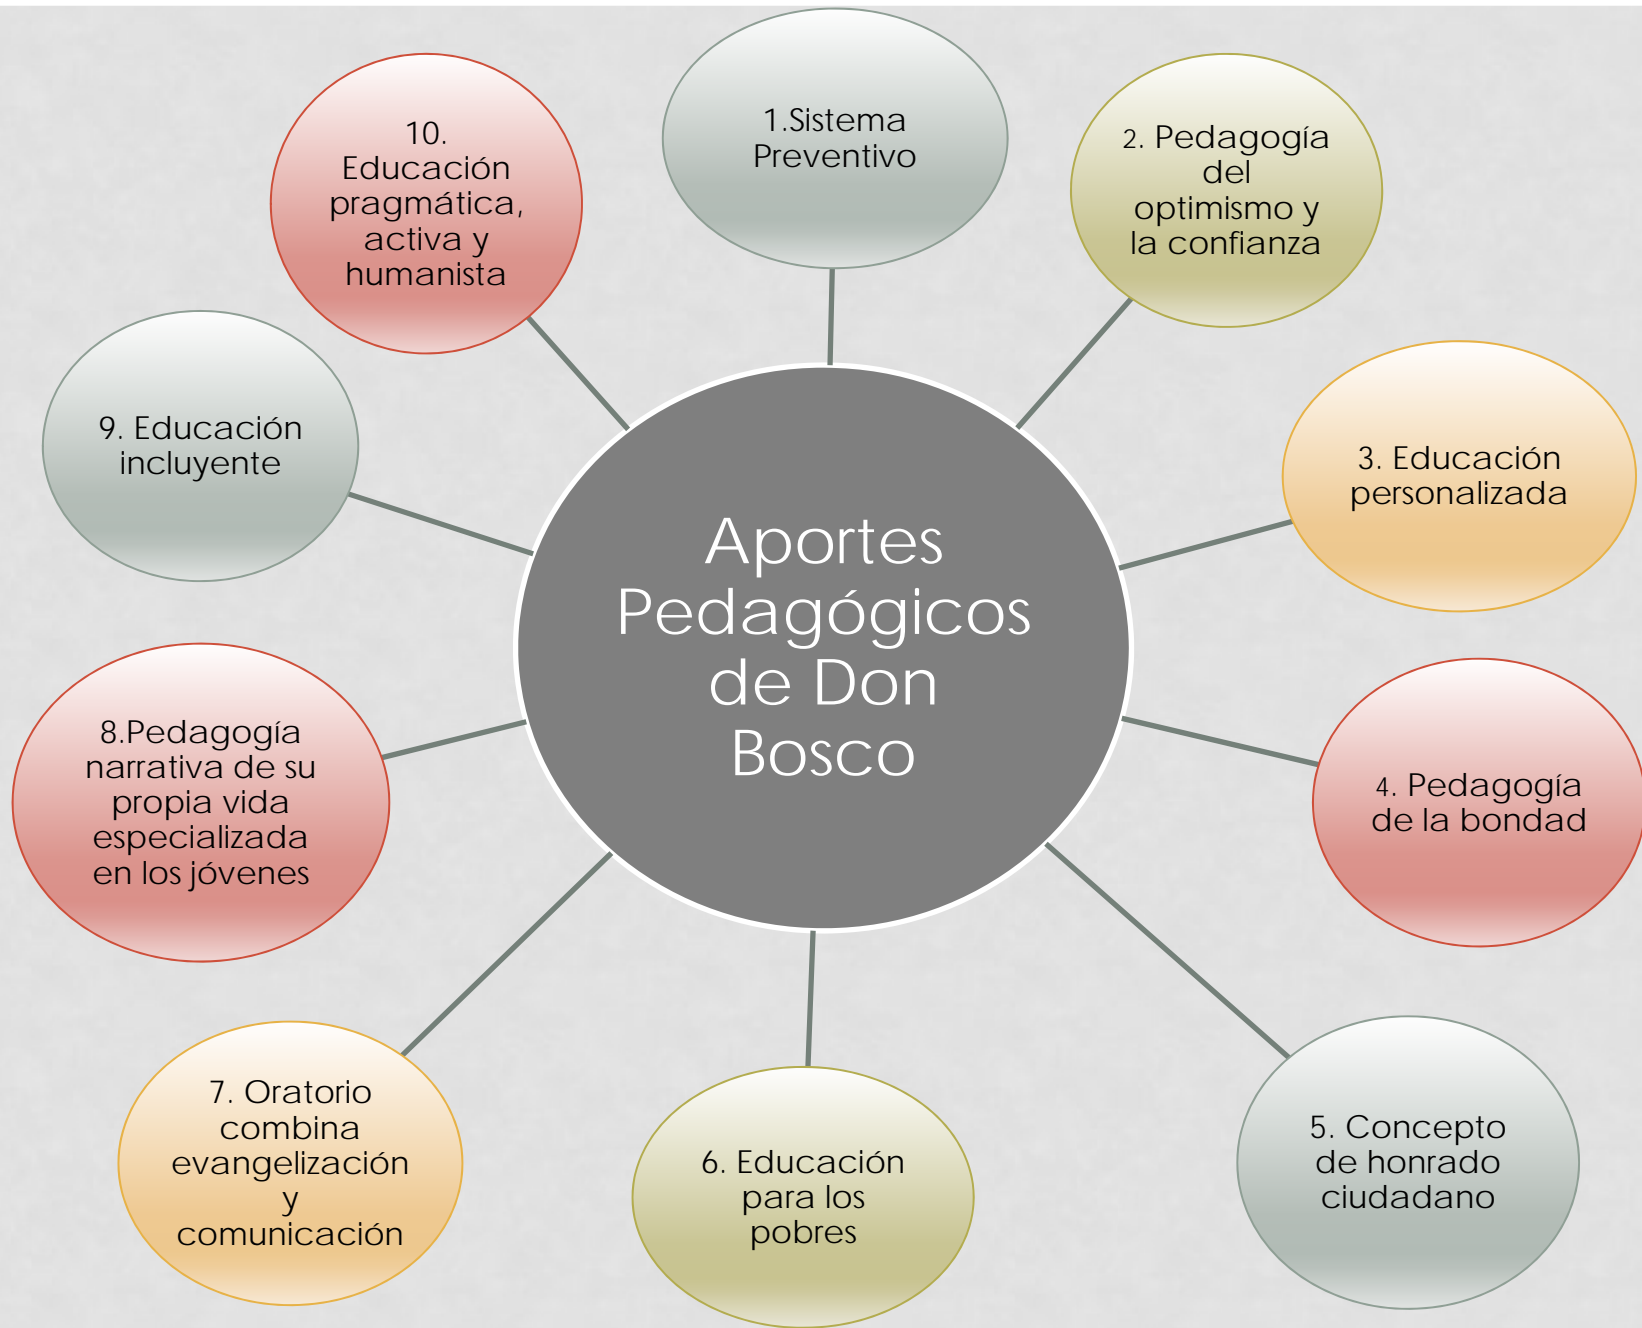 Aportes
Pedagógicos
de Don
Bosco
1.Sistema
Preventivo
2. Pedagogía
del
optimismo y
la confianza
3. Educación
personalizada
4. Pedagogía
de la bondad
5. Concepto
de honrado
ciudadano
6. Educación
para los
pobres
7. Oratorio
combina
evangelización
y
comunicación
8.Pedagogía
narrativa de su
propia vida
especializada
en los jóvenes
9. Educación
incluyente
10.
Educación
pragmática,
activa y
humanista